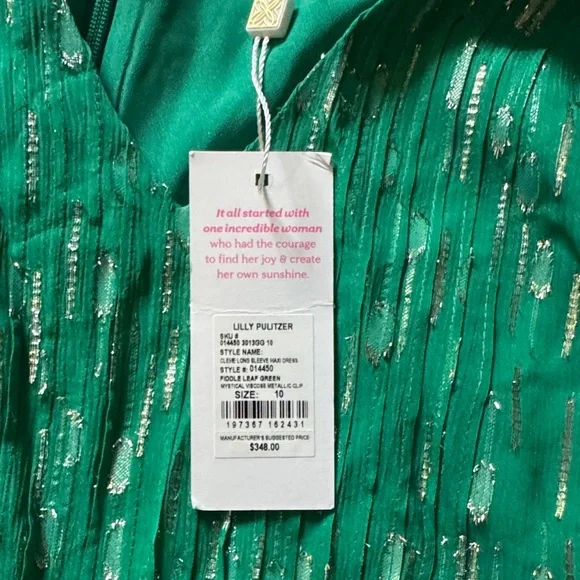 It all started with
one incredible woman
who had the courage
to find her joy & create
her own sunshine.
LILLY PULITZER
SKU #
014450 3013GG 10
STYLE NAME:
CLEME LONG SLEEVE MAXI DRESS
STYLE #: 014450
FIDDLE LEAF GREEN
MYSTICAL VISCOSE METALLIC CLIP
SIZE: 10
197367 162431
MANUFACTURER'S SUGGESTED PRICE
$348.00